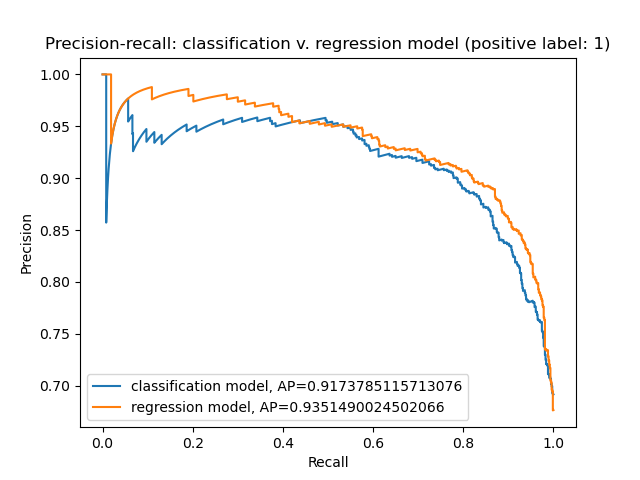 Precision-recall: classification v. regression model (positive label: 1)
1.00
0.95
0.90
0.85
0.80
0.75
0.70
Precision
classification model, AP=0.9173785115713076
regression model, AP=0.9351490024502066
0.0 0.2 0.4 0.6 0.8 1.0
Recall